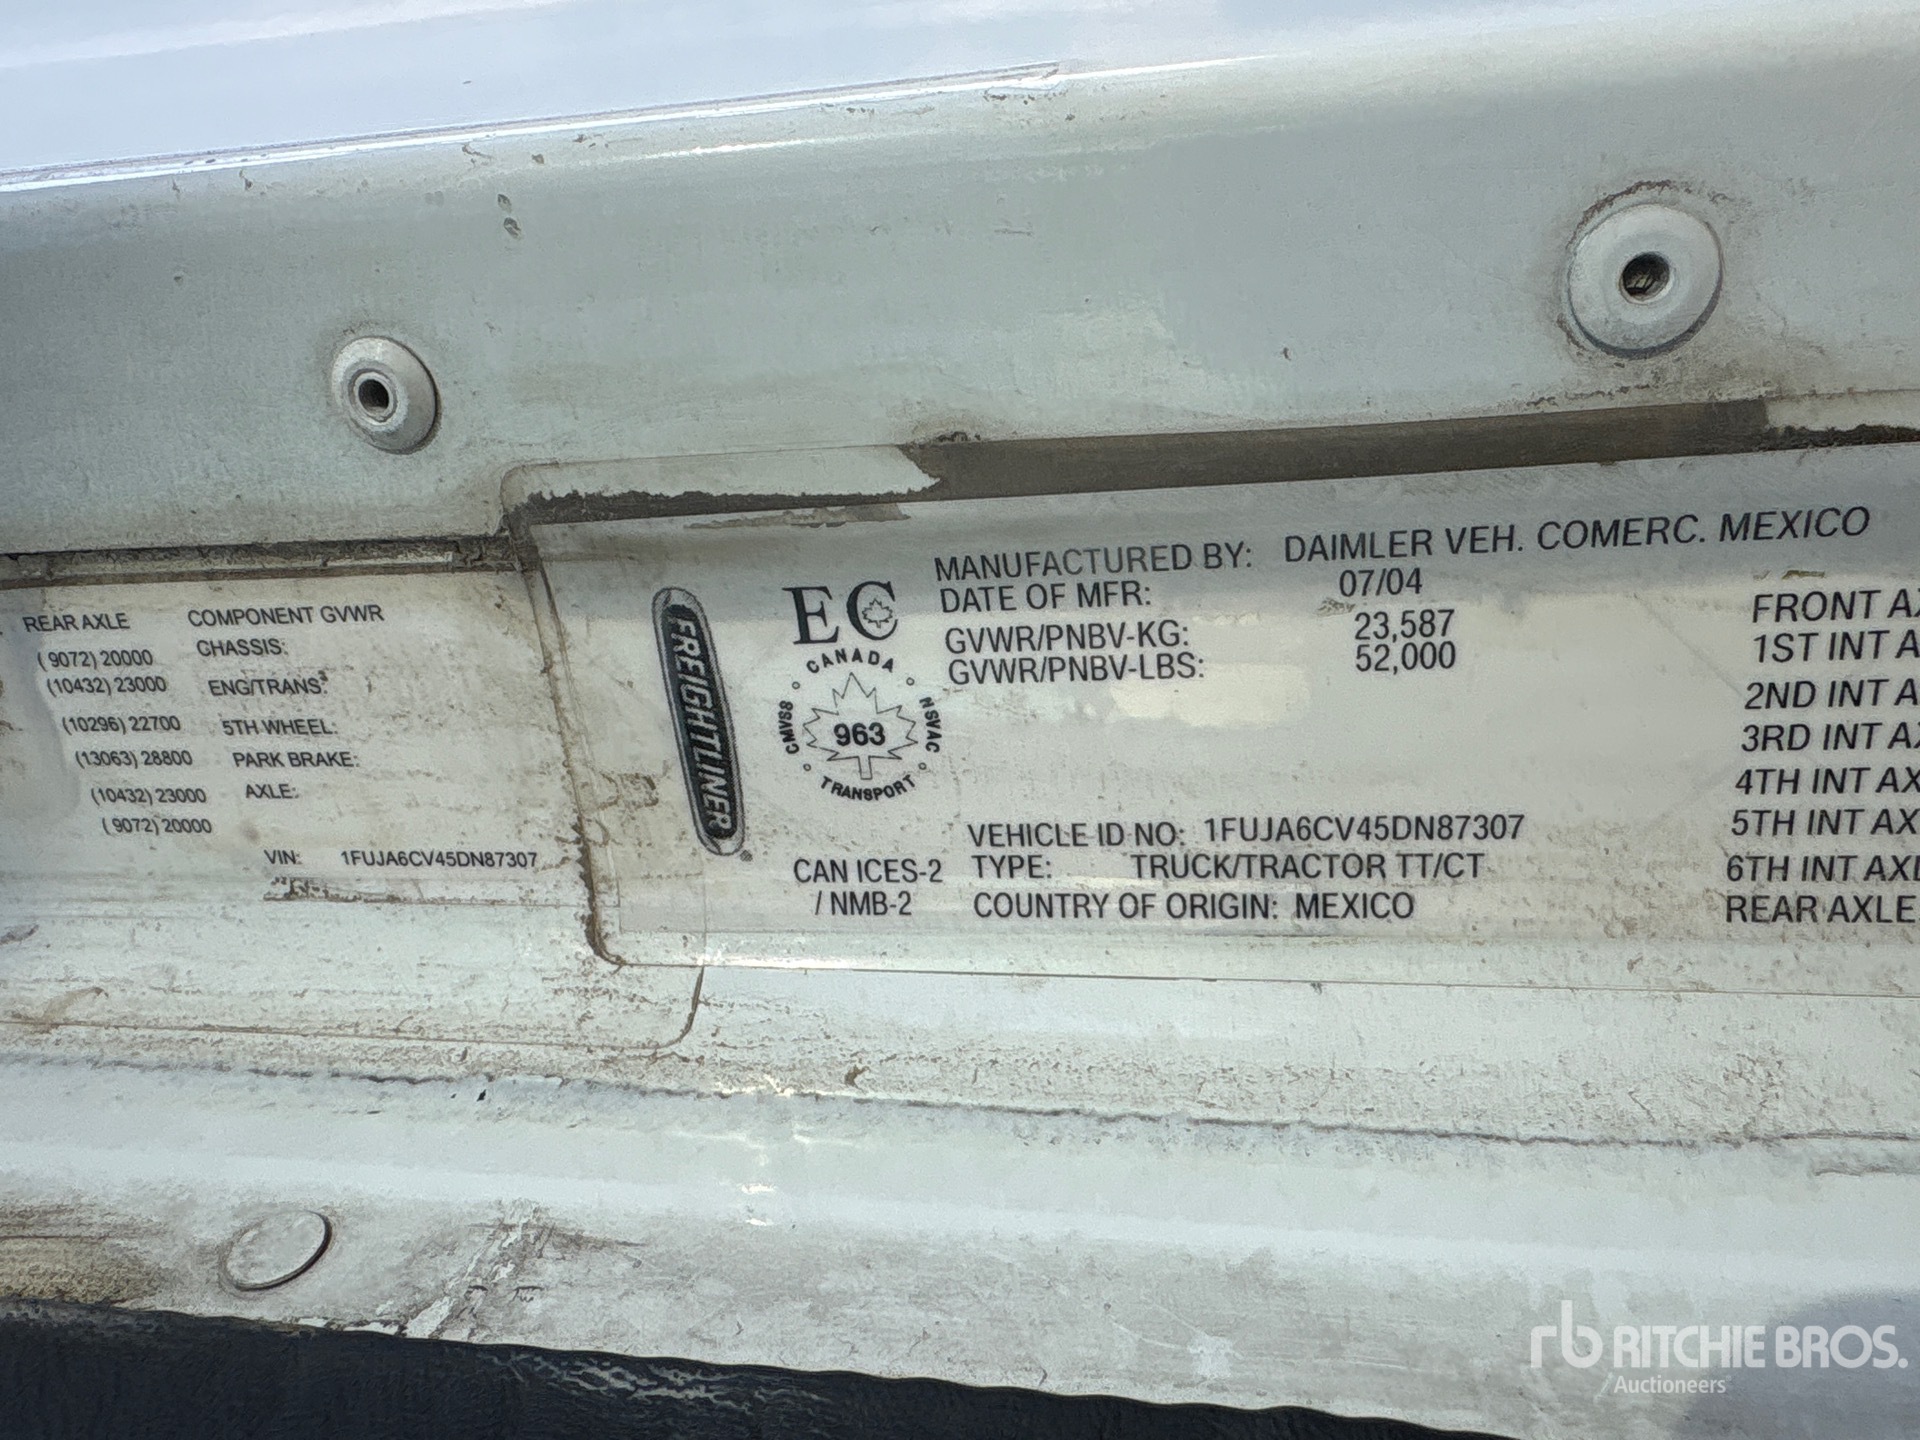 REAR AXLE COMPONENT GVWR
(9072) 20000 CHASSIS:
(10432) 23000 ENG/TRANS:
(10296) 22700 5TH WHEEL:
(13063) 28800 PARK BRAKE:
(10432) 23000 AXLE:
(9072) 20000
VIN: 1FUJA6CV45DN87307
FREIGHTLINER
EC
CANADA
CMVSS
NSVAC
963
TRANSPORT
CAN ICES-2
/ NMB-2
MANUFACTURED BY: DAIMLER VEH. COMERC. MEXICO
DATE OF MFR: 07/04
GVWR/PNBV-KG: 23,587
GVWR/PNBV-LBS: 52,000
VEHICLE ID NO: 1FUJA6CV45DN87307
TYPE: TRUCK/TRACTOR TT/CT
COUNTRY OF ORIGIN: MEXICO
FRONT AX
1ST INT A
2ND INT A
3RD INT AX
4TH INT AX
5TH INT AX
6TH INT AXL
REAR AXLE
rb RITCHIE BROS.
Auctioneers